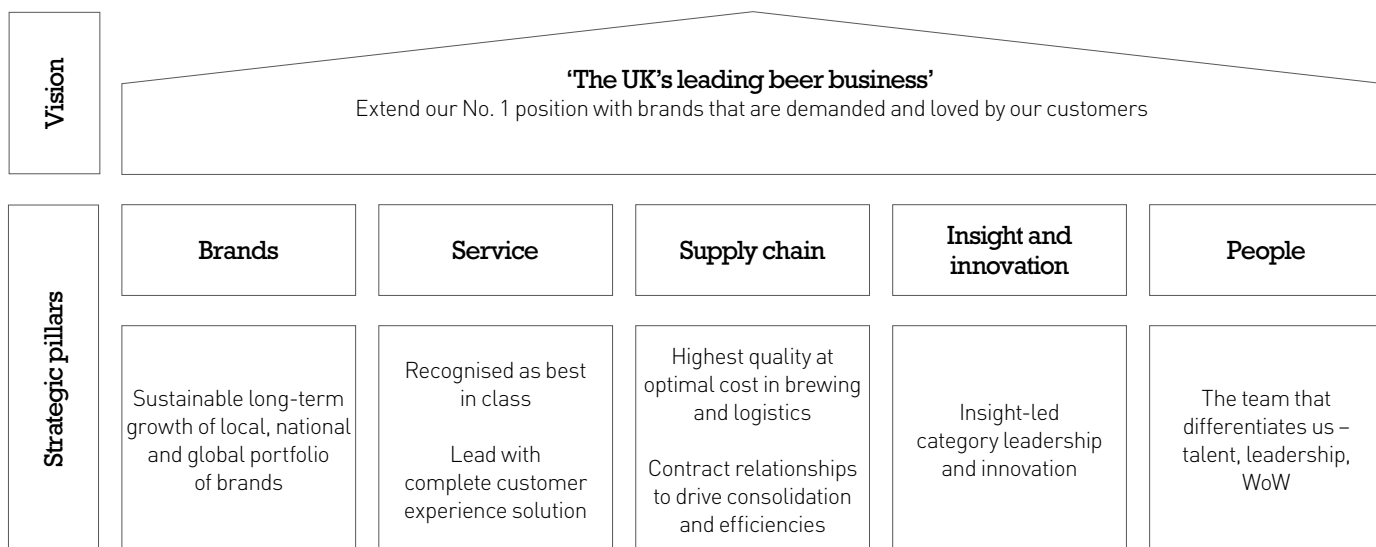 Vision
‘The UK’s leading beer business’
Extend our No. 1 position with brands that are demanded and loved by our customers
Strategic pillars
Brands
Service
Supply chain
Insight and
innovation
People
Sustainable long-term
growth of local, national
and global portfolio
of brands
Recognised as best
in class
Lead with
complete customer
experience solution
Highest quality at
optimal cost in brewing
and logistics
Contract relationships
to drive consolidation
and efficiencies
Insight-led
category leadership
and innovation
The team that
differentiates us –
talent, leadership,
WoW